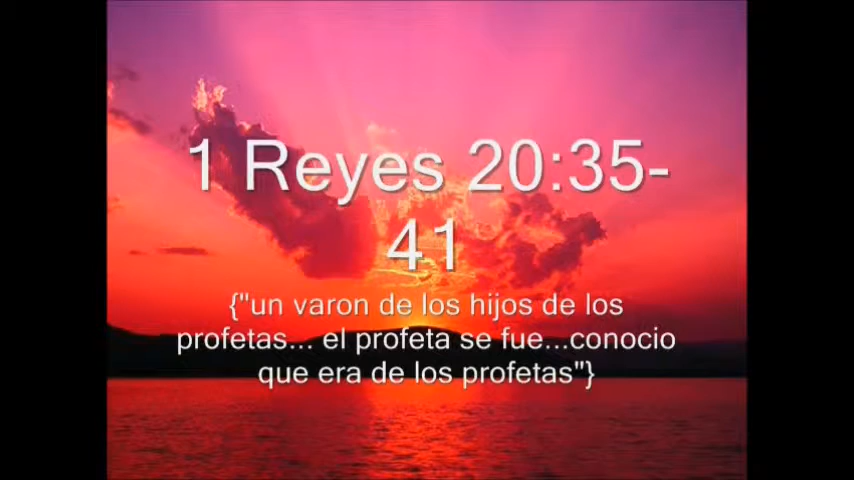 1 Reyes 20:35-
41
{"un varon de los hijos de los
profetas... el profeta se fue...conocio
que era de los profetas"}